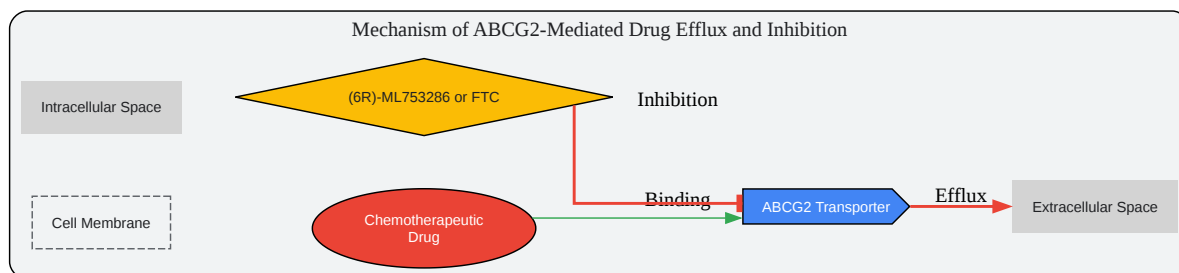 Mechanism of ABCG2-Mediated Drug Efflux and Inhibition
Intracellular Space
(6R)-ML753286 or FTC
Inhibition
Cell Membrane
Chemotherapeutic
Drug
Binding
ABCG2 Transporter
Efflux
Extracellular Space